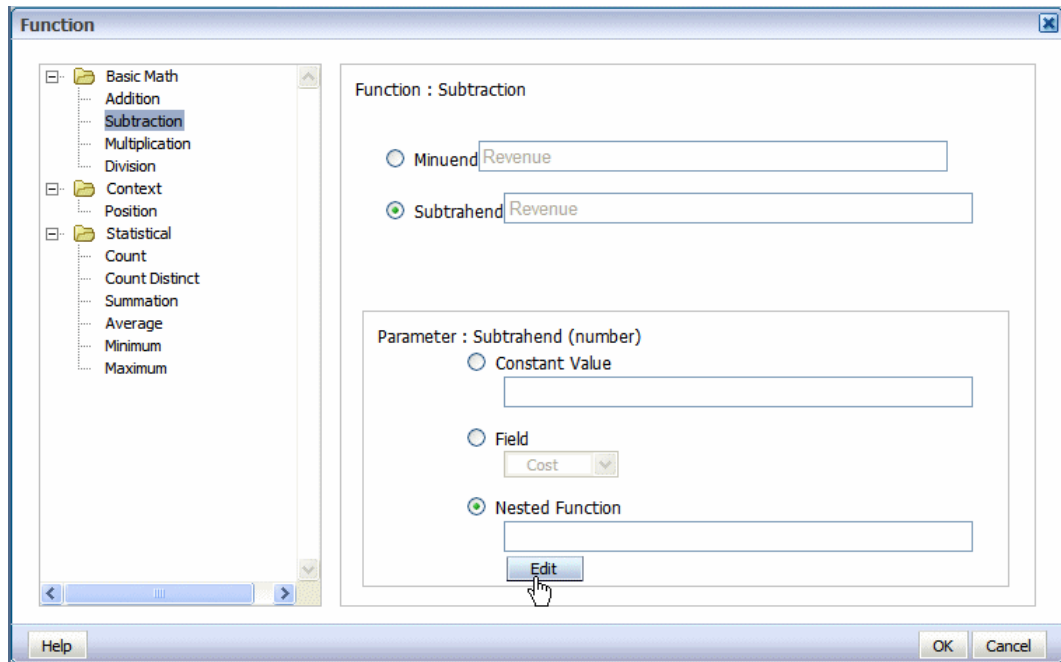 Function
Basic Math
Addition
Subtraction
Multiplication
Division
Context
Position
Statistical
Count
Count Distinct
Summation
Average
Minimum
Maximum
Function : Subtraction
Minuend Revenue
Subtrahend Revenue
Parameter : Subtrahend (number)
Constant Value
Field
Cost
Nested Function
Edit
Help
OK Cancel